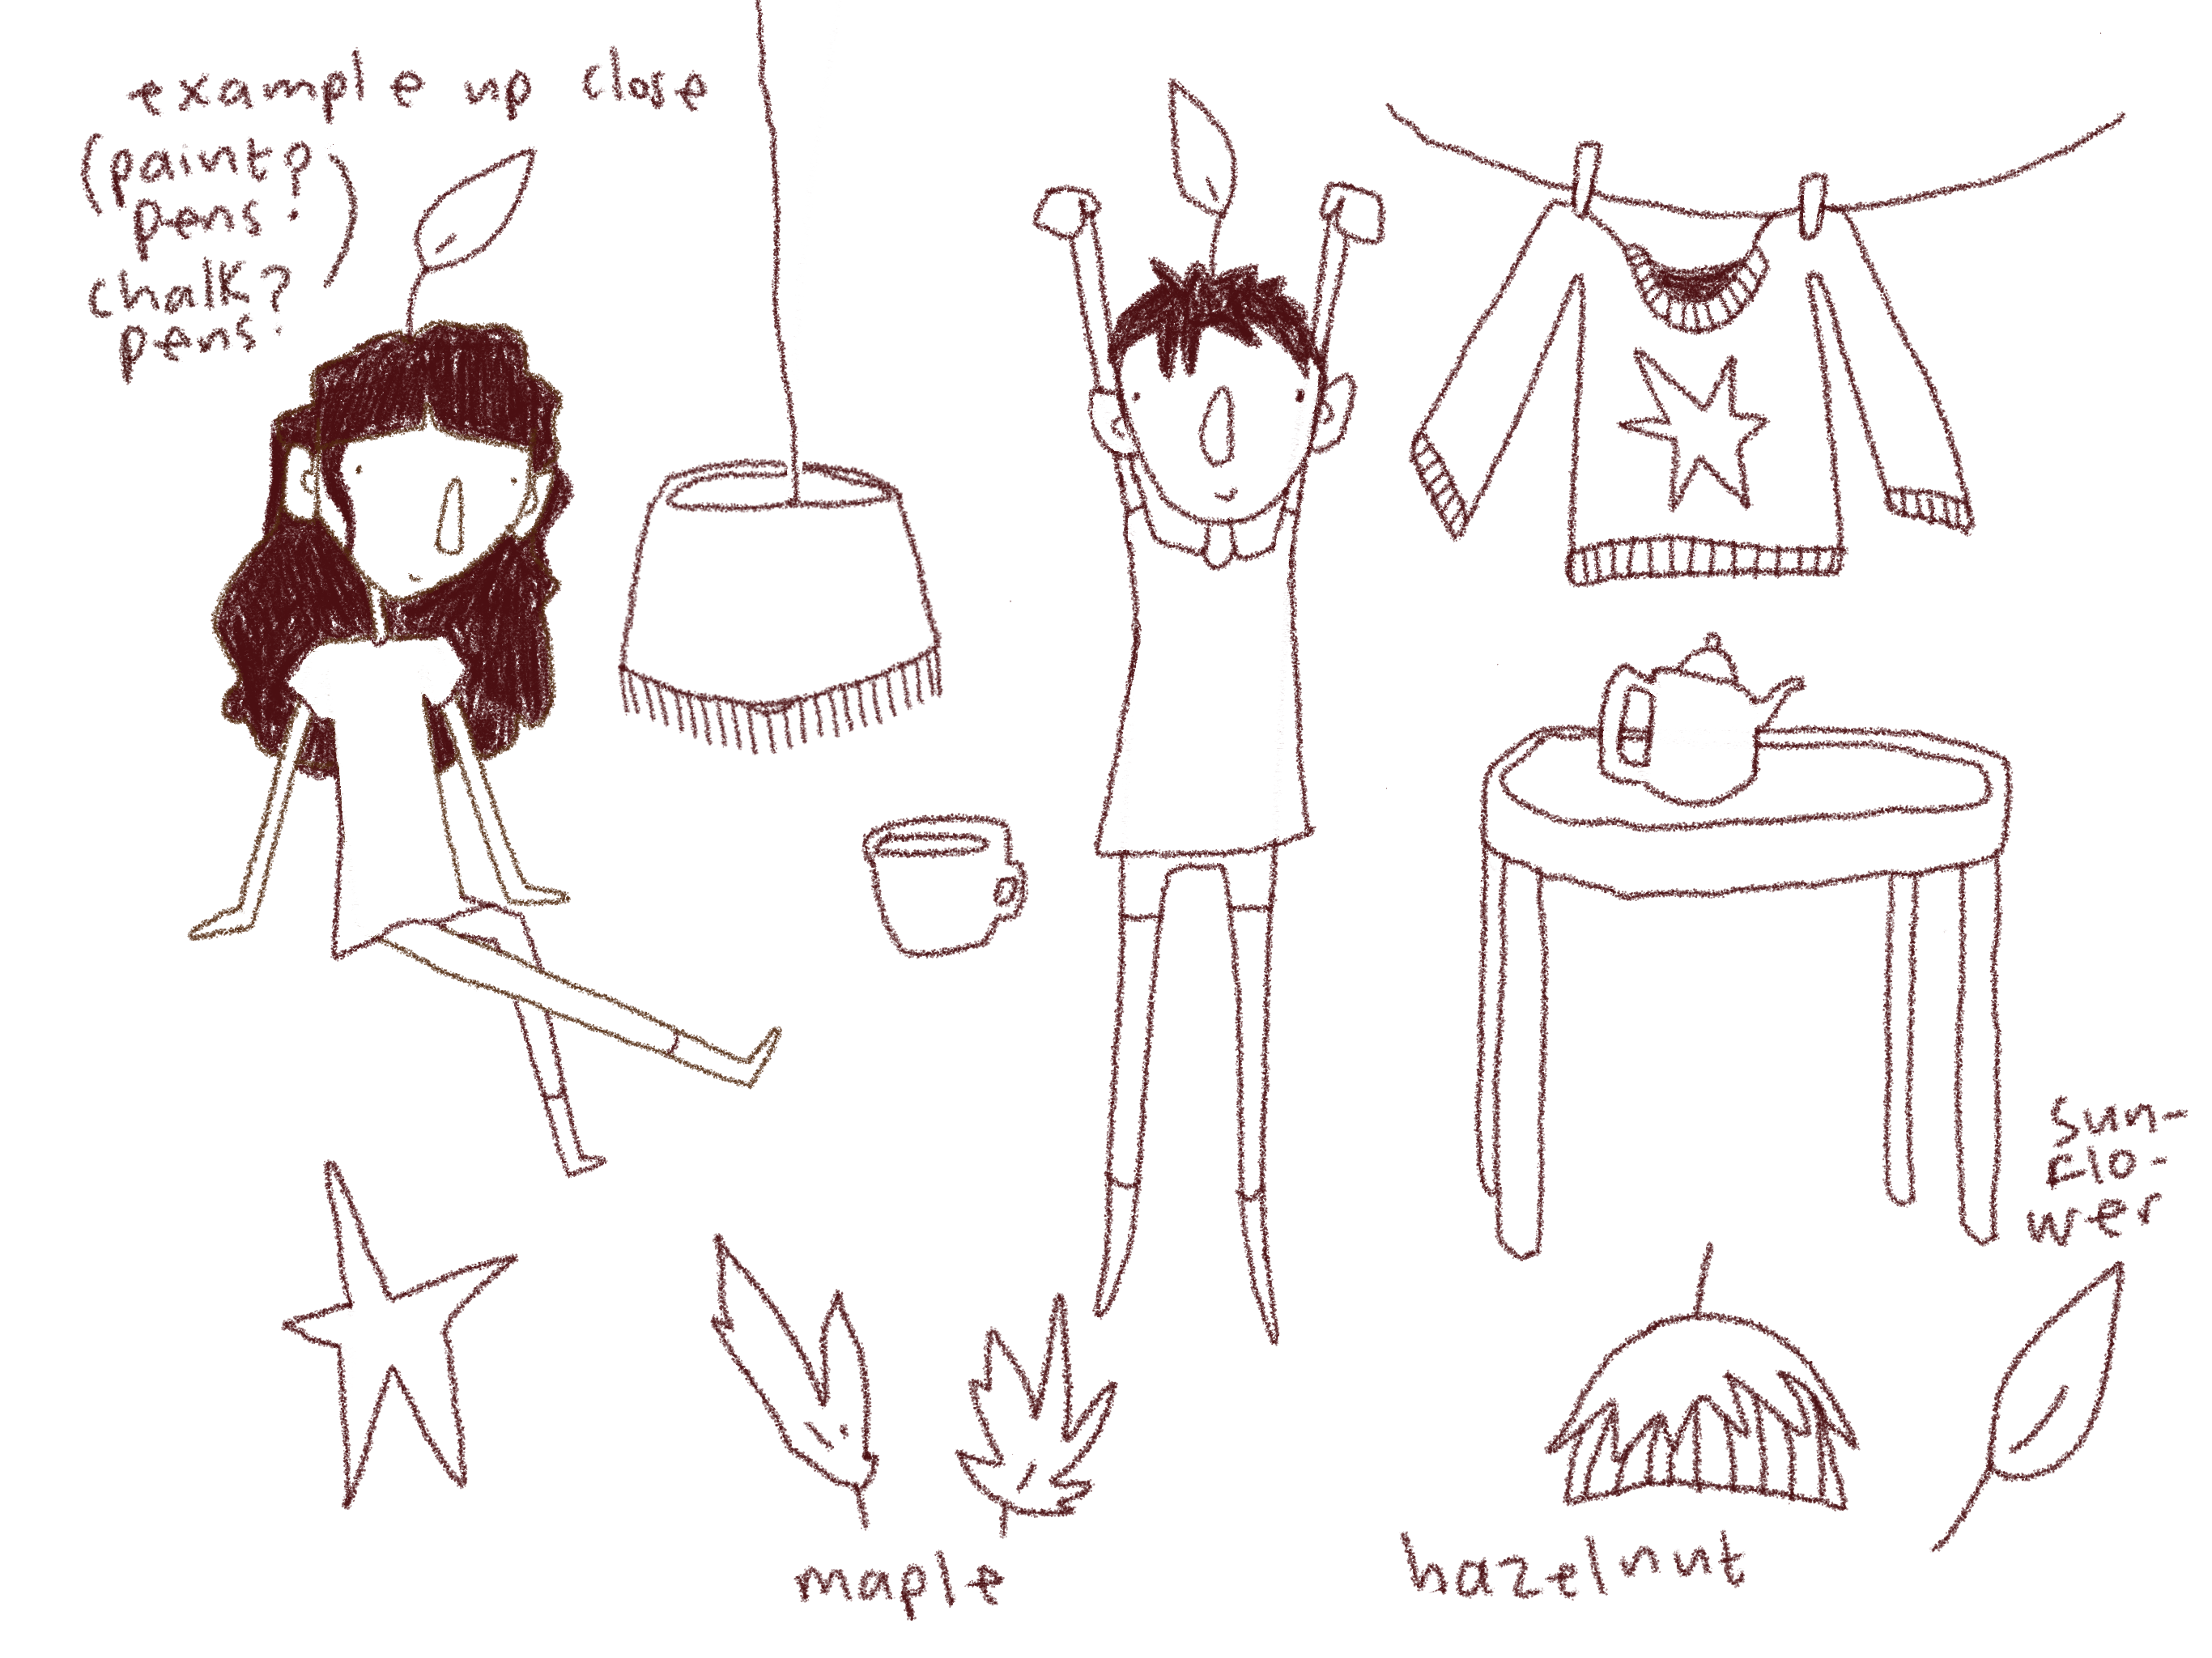 example up close
(paint?
pens.
chalk?
pens.)
sun-
flo-
wer
maple
hazelnut